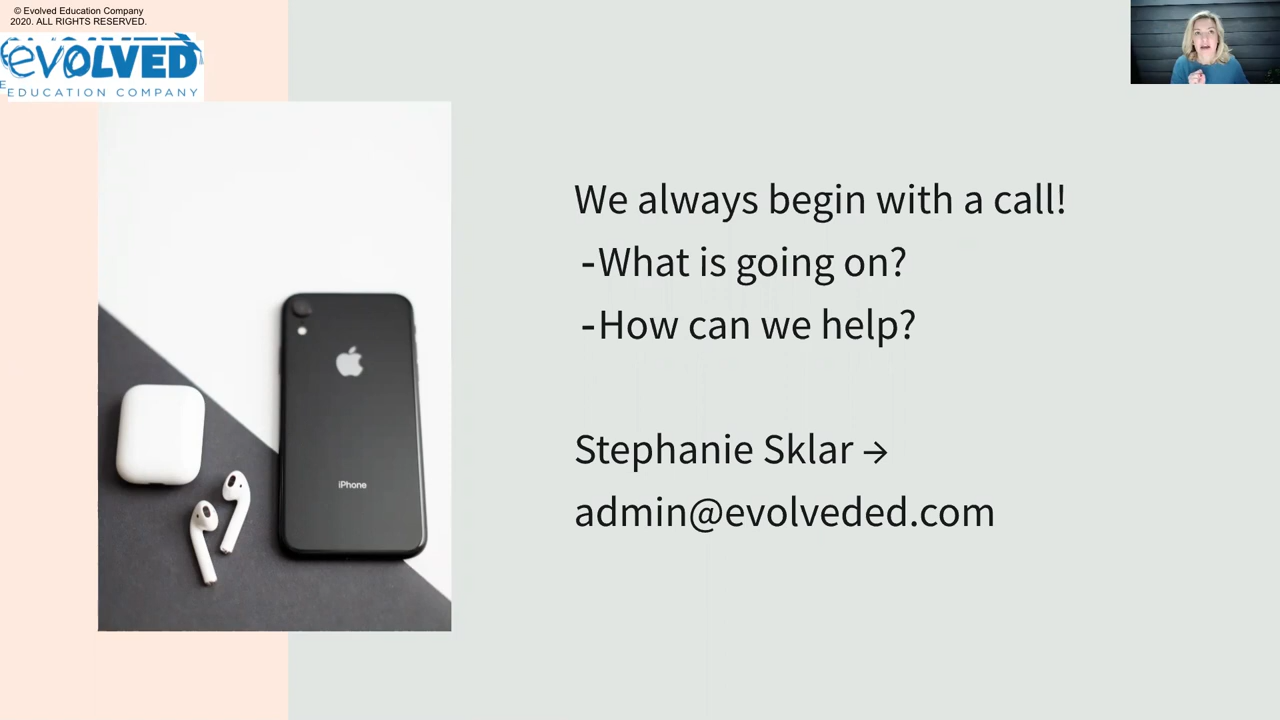 © Evolved Education Company
2020. ALL RIGHTS RESERVED.
evOLVED
EDUCATION COMPANY
We always begin with a call!
-What is going on?
-How can we help?
Stephanie Sklar →
admin@evolveded.com
iPhone